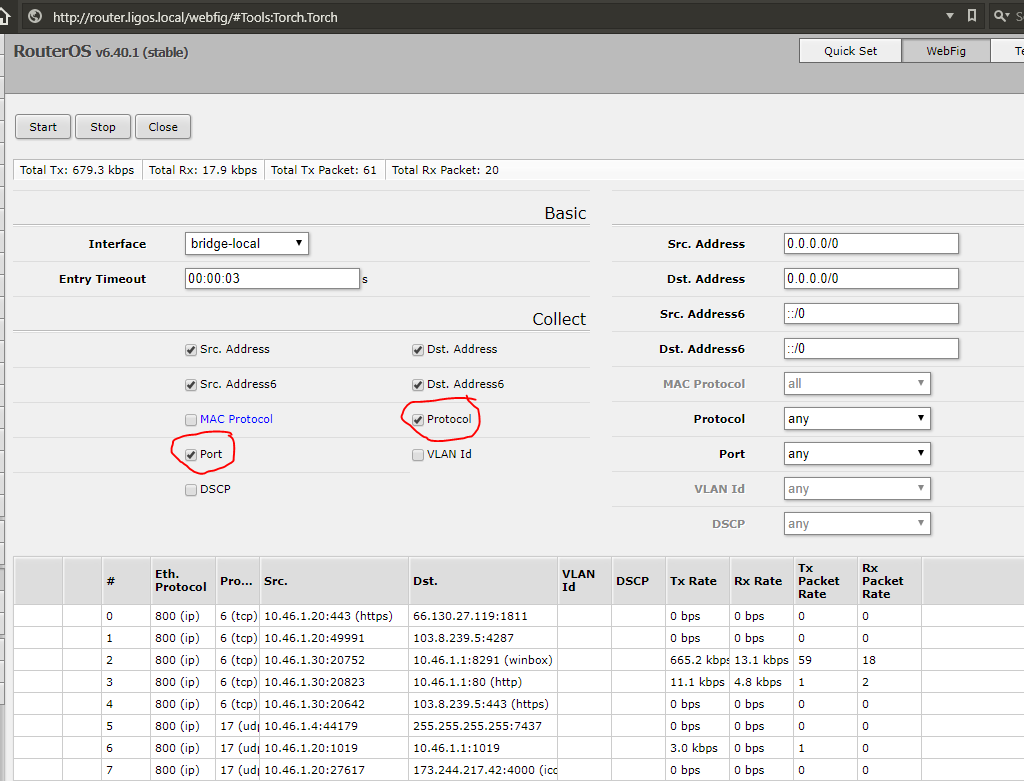 http://router.ligos.local/webfig/#Tools:Torch.Torch
RouterOS v6.40.1 (stable)
Quick Set WebFig
Start Stop Close
Total Tx: 679.3 kbps Total Rx: 17.9 kbps Total Tx Packet: 61 Total Rx Packet: 20
Basic
Interface bridge-local
Entry Timeout 00:00:03 s
Collect
Src. Address Dst. Address
Src. Address6 Dst. Address6
MAC Protocol Protocol
Port VLAN Id
DSCP
Src. Address 0.0.0.0/0
Dst. Address 0.0.0.0/0
Src. Address6 ::/0
Dst. Address6 ::/0
MAC Protocol all
Protocol any
Port any
VLAN Id any
DSCP any
# Eth. Protocol Pro... Src. Dst. VLAN Id DSCP Tx Rate Rx Rate Tx Packet Rate Rx Packet Rate
0 800 (ip) 6 (tcp) 10.46.1.20:443 (https) 66.130.27.119:1811 0 bps 0 bps 0 0
1 800 (ip) 6 (tcp) 10.46.1.20:49991 103.8.239.5:4287 0 bps 0 bps 0 0
2 800 (ip) 6 (tcp) 10.46.1.30:20752 10.46.1.1:8291 (winbox) 665.2 kbps 13.1 kbps 59 18
3 800 (ip) 6 (tcp) 10.46.1.30:20823 10.46.1.1:80 (http) 11.1 kbps 4.8 kbps 1 2
4 800 (ip) 6 (tcp) 10.46.1.30:20642 103.8.239.5:443 (https) 0 bps 0 bps 0 0
5 800 (ip) 17 (udp 10.46.1.4:44179 255.255.255.255:7437 0 bps 0 bps 0 0
6 800 (ip) 17 (udp 10.46.1.20:1019 10.46.1.1:1019 3.0 kbps 0 bps 1 0
7 800 (ip) 17 (udp 10.46.1.20:27617 173.244.217.42:4000 (icc 0 bps 0 bps 0 0